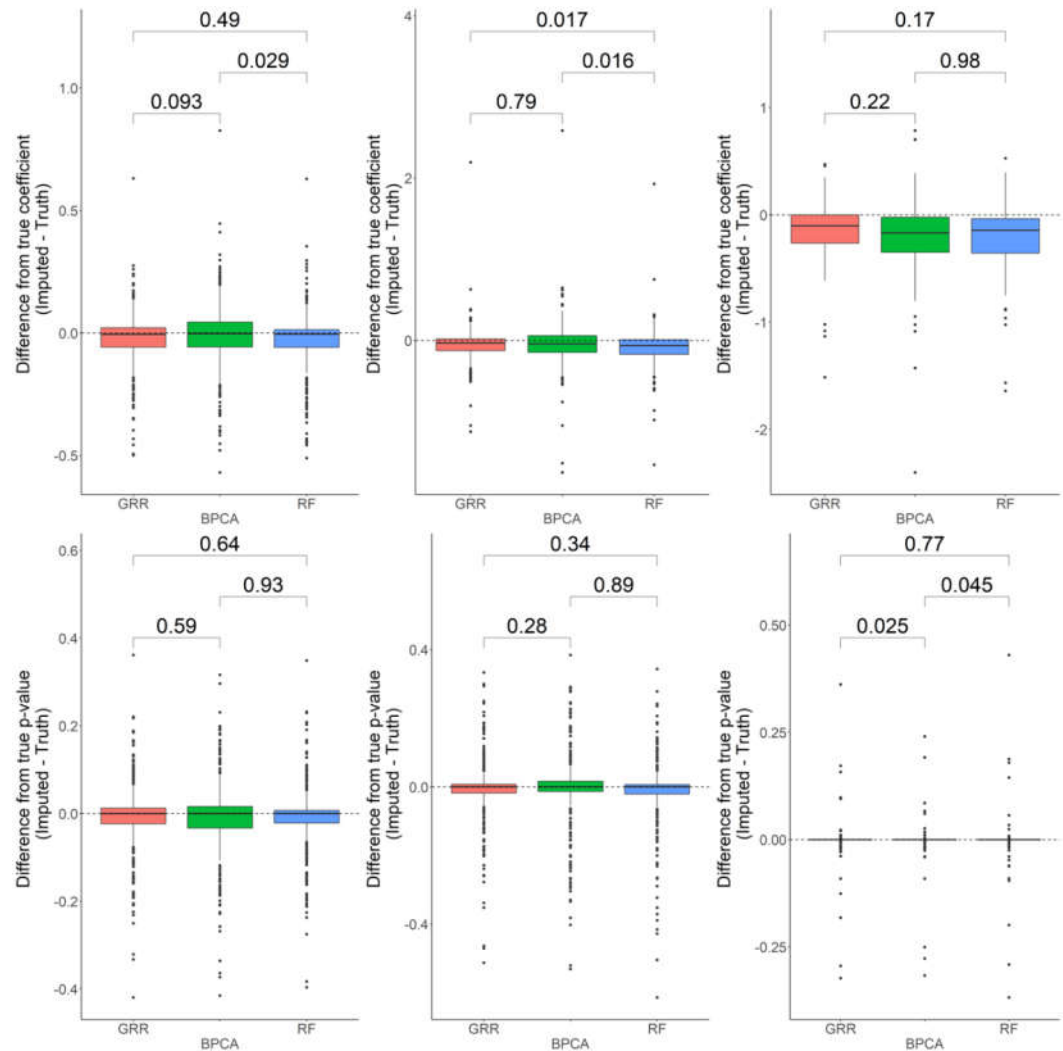 0.49
0.029
0.093
1.0
0.5
0.0
-0.5
Difference from true coefficient
(Imputed - Truth)
GRR
BPCA
RF
0.017
0.016
0.79
4
2
0
Difference from true coefficient
(Imputed - Truth)
GRR
BPCA
RF
0.17
0.98
0.22
1
0
-1
-2
Difference from true coefficient
(Imputed - Truth)
GRR
BPCA
RF
0.64
0.93
0.59
0.6
0.4
0.2
0.0
-0.2
-0.4
Difference from true p-value
(Imputed - Truth)
GRR
BPCA
RF
0.34
0.89
0.28
0.4
0.0
-0.4
Difference from true p-value
(Imputed - Truth)
GRR
BPCA
RF
0.77
0.045
0.025
0.50
0.25
0.00
-0.25
Difference from true p-value
(Imputed - Truth)
GRR
BPCA
RF